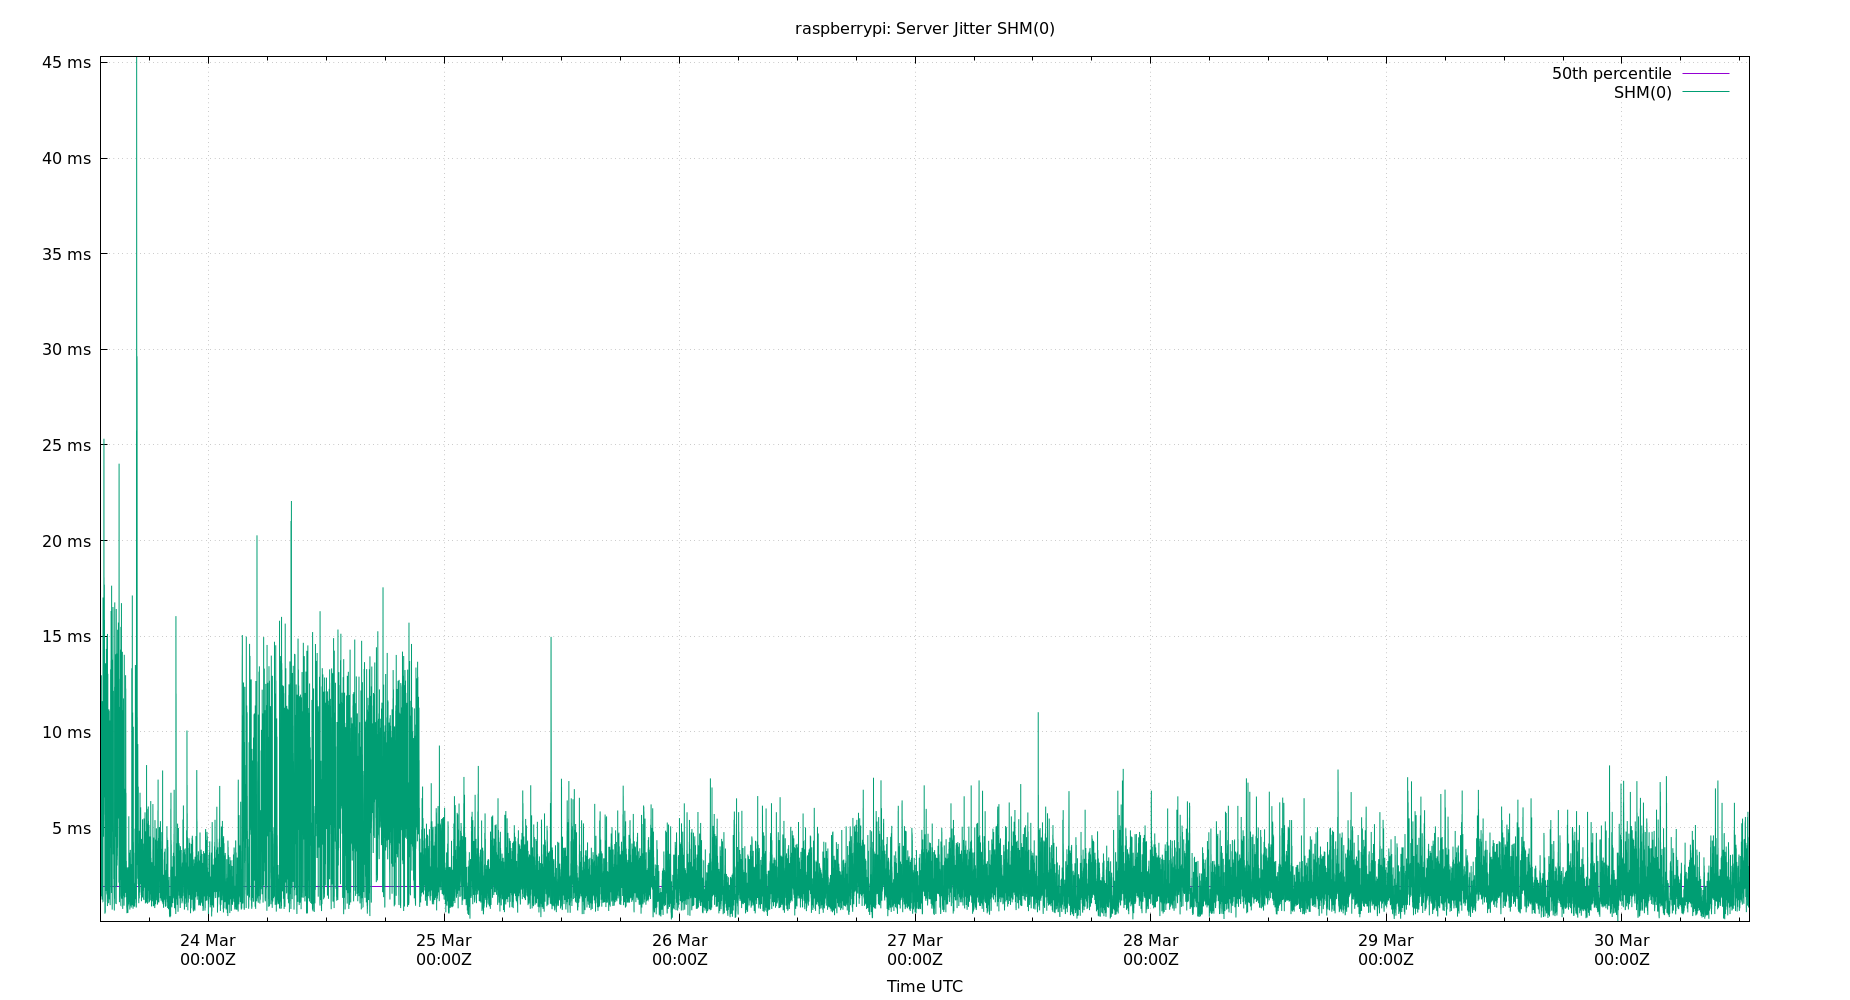 raspberrypi: Server Jitter SHM(0)
45 ms
40 ms
35 ms
30 ms
25 ms
20 ms
15 ms
10 ms
5 ms
50th percentile
SHM(0)
24 Mar
00:00Z
25 Mar
00:00Z
26 Mar
00:00Z
27 Mar
00:00Z
28 Mar
00:00Z
29 Mar
00:00Z
30 Mar
00:00Z
Time UTC